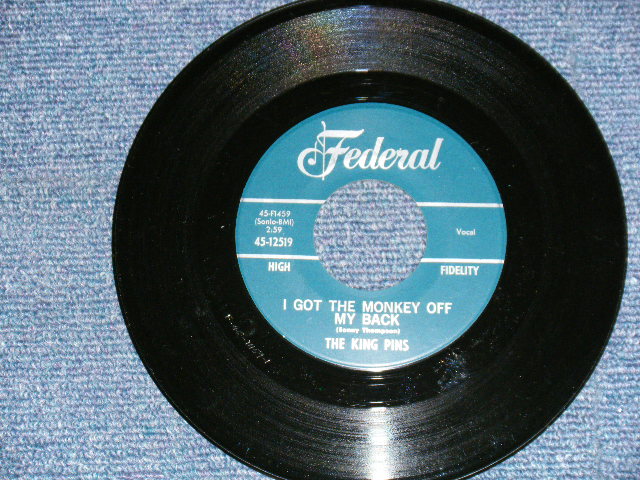 Federal
45-F1459
(Sonlo-BMI)
2:59
45-12519
Vocal
HIGH
FIDELITY
I GOT THE MONKEY OFF
MY BACK
(Sonny Thompson)
THE KING PINS